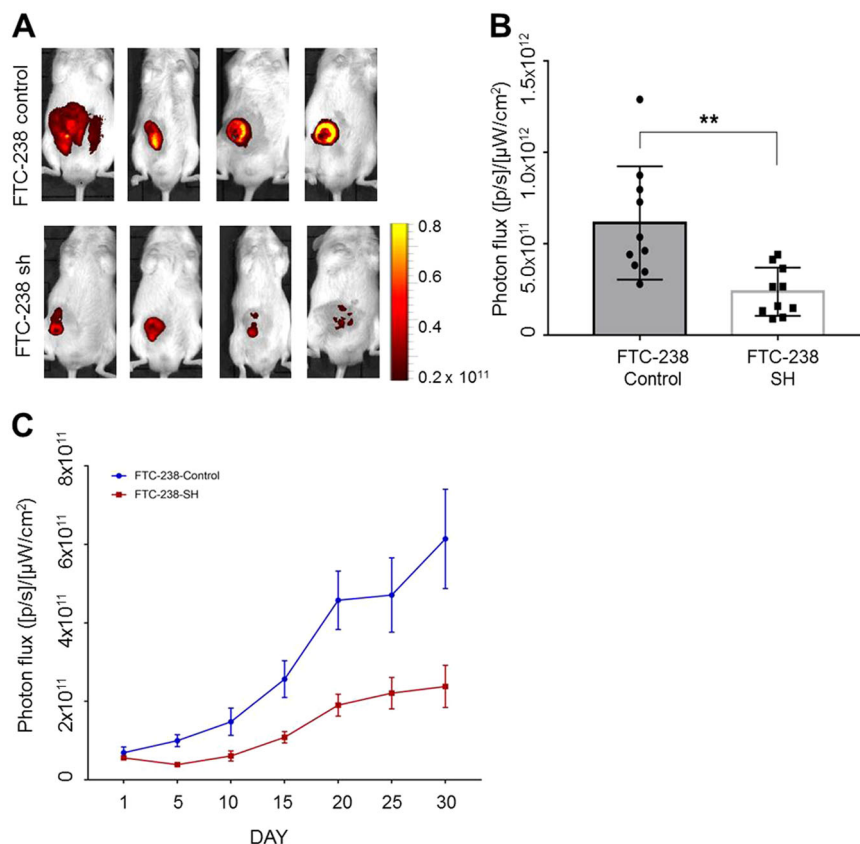 A
FTC-238 control
FTC-238 sh
0.8
0.6
0.4
0.2 x 10¹¹
B
Photon flux ([p/s]/[µW/cm²)
1.5x10¹²
1.0x10¹²
5.0x10¹¹
0
**
FTC-238
Control
FTC-238
SH
C
Photon flux ([p/s]/[µW/cm²)
8x10¹¹
6x10¹¹
4x10¹¹
2x10¹¹
0
FTC-238-Control
FTC-238-SH
1 5 10 15 20 25 30
DAY